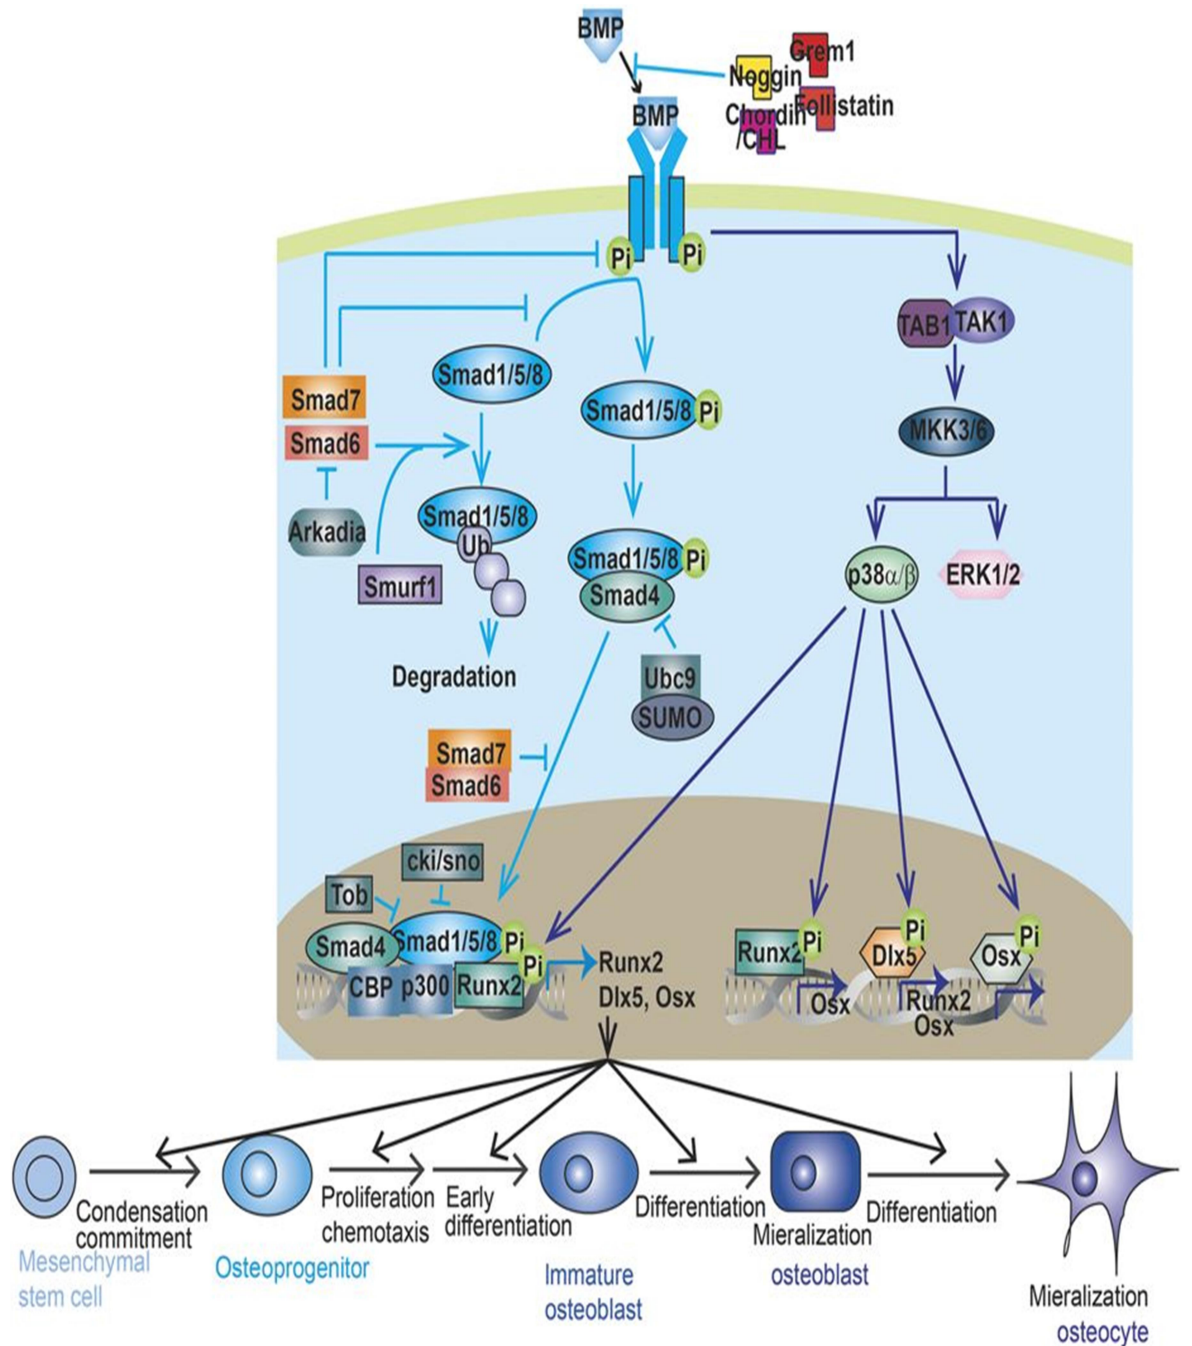 BMP
Grem1
Noggin
BMP
Chordin
/CHL
Follistatin
Pi
Pi
TAB1
TAK1
Smad1/5/8
Smad7
Smad1/5/8
Pi
MKK3/6
Smad6
Arkadia
Smad1/5/8
Ub
Smad1/5/8
Pi
p38α/β
ERK1/2
Smurf1
Smad4
Degradation
Ubc9
SUMO
Smad7
Smad6
cki/sno
Tob
Smad4
Smad1/5/8
Pi
Pi
CBP
p300
Runx2
Runx2
Dlx5, Osx
Runx2
Pi
Osx
Dlx5
Pi
Runx2
Osx
Osx
Pi
Condensation
commitment
Mesenchymal
stem cell
Osteoprogenitor
Proliferation
chemotaxis
Early
differentiation
Immature
osteoblast
Differentiation
Mieralization
osteoblast
Differentiation
Mieralization
osteocyte